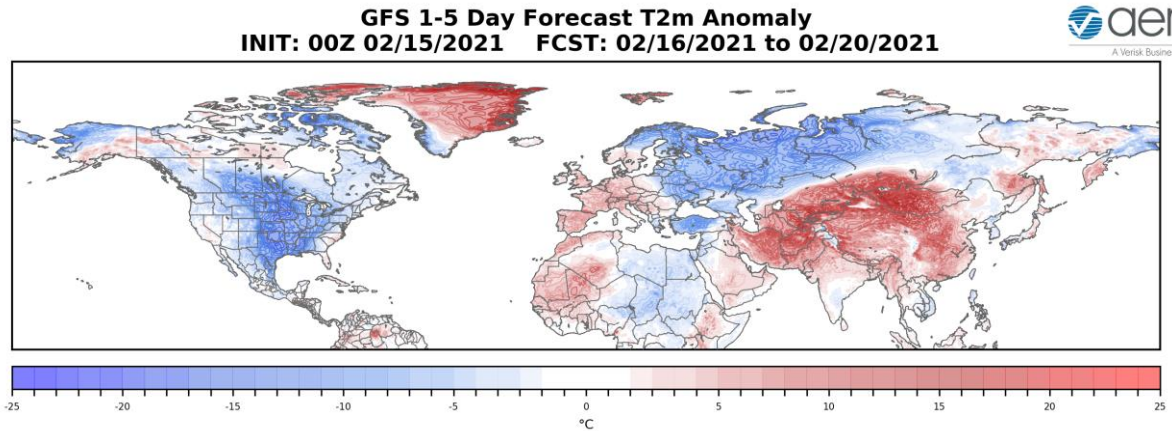 GFS 1-5 Day Forecast T2m Anomaly
INIT: 00Z 02/15/2021 FCST: 02/16/2021 to 02/20/2021
aer
A Verisk Busine
-25 -20 -15 -10 -5 0 5 10 15 20 25
°C